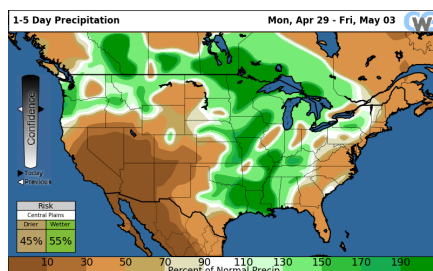 1-5 Day Precipitation
Mon, Apr 29 - Fri, May 03
CW
Confidence
Today
Previous
Risk
Central Plains
Drier Wetter
45% 55%
10 30 50 70 90 110 130 150 170 190
Percent of Normal Precip